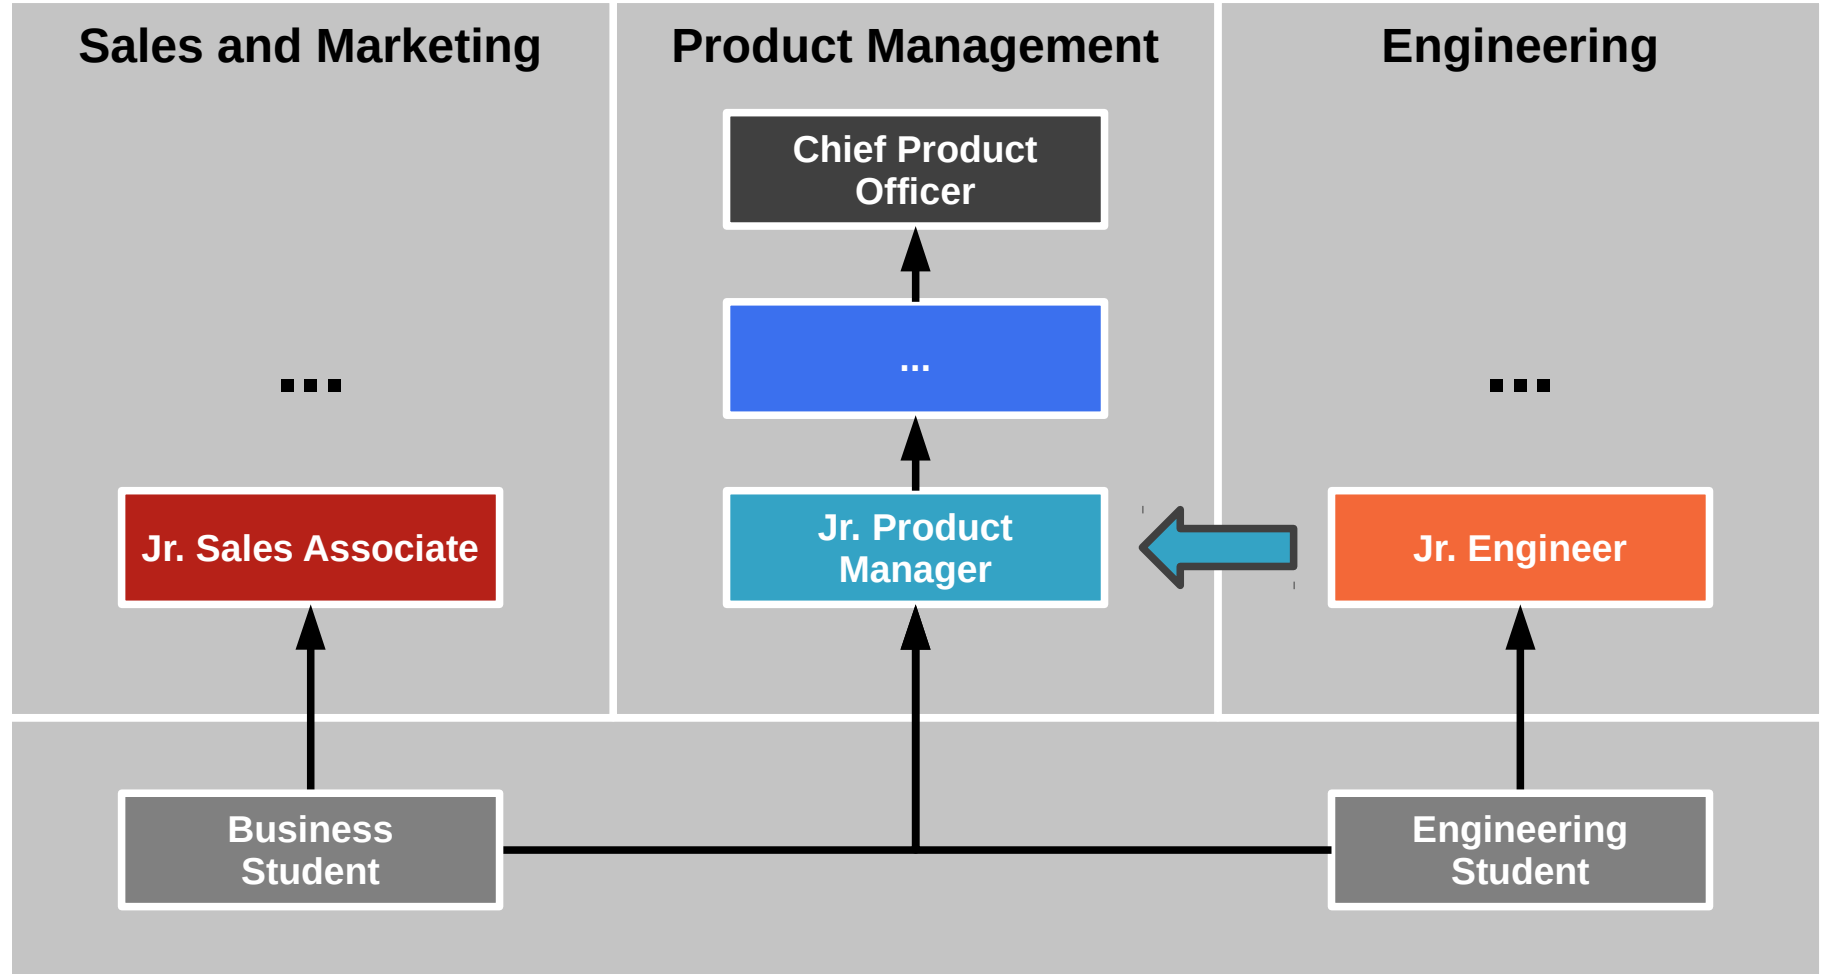 Sales and Marketing
Product Management
Engineering
Chief Product
Officer
...
...
...
Jr. Sales Associate
Jr. Product
Manager
Jr. Engineer
Business
Student
Engineering
Student